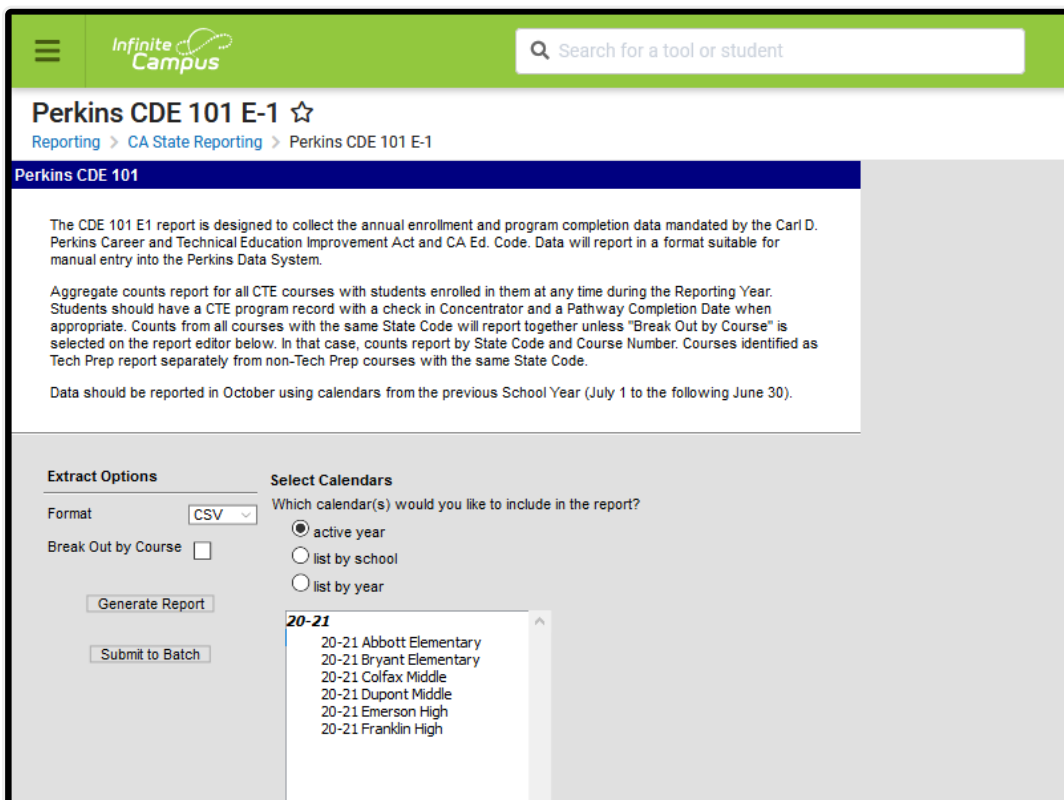 Infinite
Campus
Search for a tool or student
Perkins CDE 101 E-1
Reporting > CA State Reporting > Perkins CDE 101 E-1
Perkins CDE 101
The CDE 101 E1 report is designed to collect the annual enrollment and program completion data mandated by the Carl D.
Perkins Career and Technical Education Improvement Act and CA Ed. Code. Data will report in a format suitable for
manual entry into the Perkins Data System.
Aggregate counts report for all CTE courses with students enrolled in them at any time during the Reporting Year.
Students should have a CTE program record with a check in Concentrator and a Pathway Completion Date when
appropriate. Counts from all courses with the same State Code will report together unless "Break Out by Course" is
selected on the report editor below. In that case, counts report by State Code and Course Number. Courses identified as
Tech Prep report separately from non-Tech Prep courses with the same State Code.
Data should be reported in October using calendars from the previous School Year (July 1 to the following June 30).
Extract Options
Format CSV
Break Out by Course
Generate Report
Submit to Batch
Select Calendars
Which calendar(s) would you like to include in the report?
active year
list by school
list by year
20-21
20-21 Abbott Elementary
20-21 Bryant Elementary
20-21 Colfax Middle
20-21 Dupont Middle
20-21 Emerson High
20-21 Franklin High